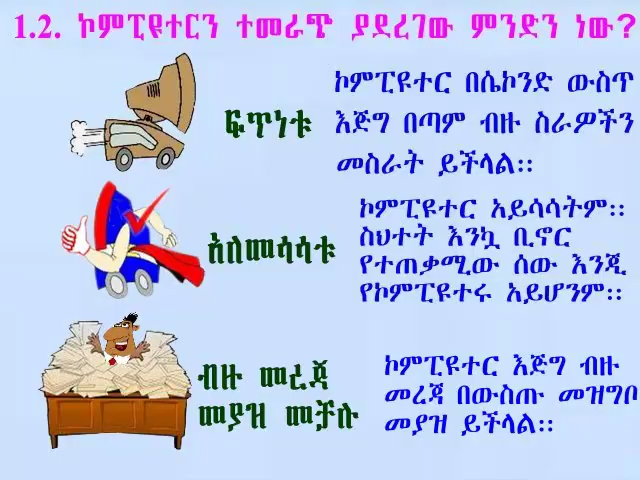 1.2. ኮምፒዩተርን ተመራጭ ያደረገው ምንድን ነው?
ፍጥነቱ
ኮምፒዩተር በሴኮንድ ውስጥ
እጅግ በጣም ብዙ ስራዎችን
መስራት ይችላል።
አለመሳሳቱ
ኮምፒዩተር አይሳሳትም።
ስህተት እንኳ ቢኖር
የተጠቃሚው ሰው እንጂ
የኮምፒዩተሩ አይሆንም።
ብዙ መረጃ
መያዝ መቻሉ
ኮምፒዩተር እጅግ ብዙ
መረጃ በውስጡ መዝግቦ
መያዝ ይችላል።